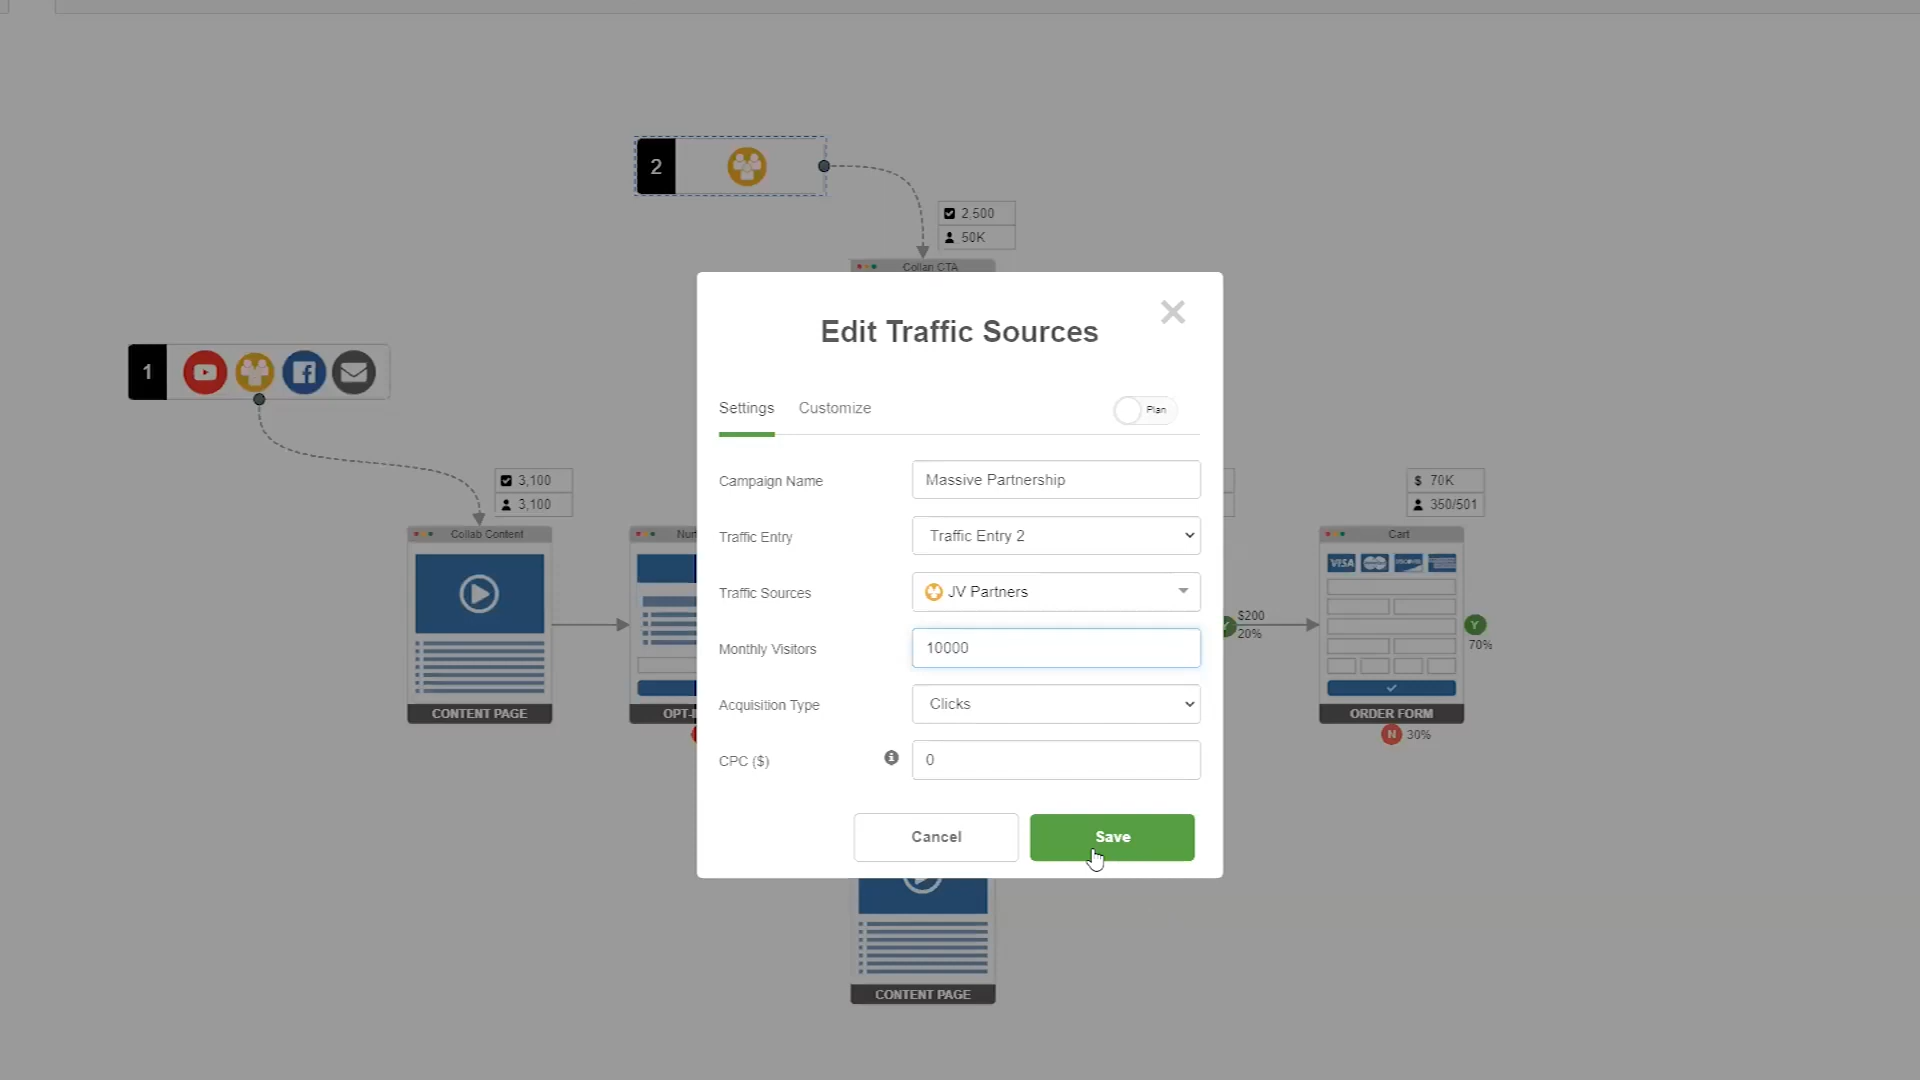 2
2,500
50K
Collab CTA
Edit Traffic Sources
1
Settings
Customize
Plan
Campaign Name
Massive Partnership
3,100
3,100
$ 70K
350/501
Collab Content
Cart
Traffic Entry
Traffic Entry 2
VISA
DISCOVER
Traffic Sources
JV Partners
$200
20%
Y
Y
70%
Monthly Visitors
10000
Acquisition Type
Clicks
CONTENT PAGE
ORDER FORM
N 30%
CPC ($)
0
Cancel
Save
CONTENT PAGE